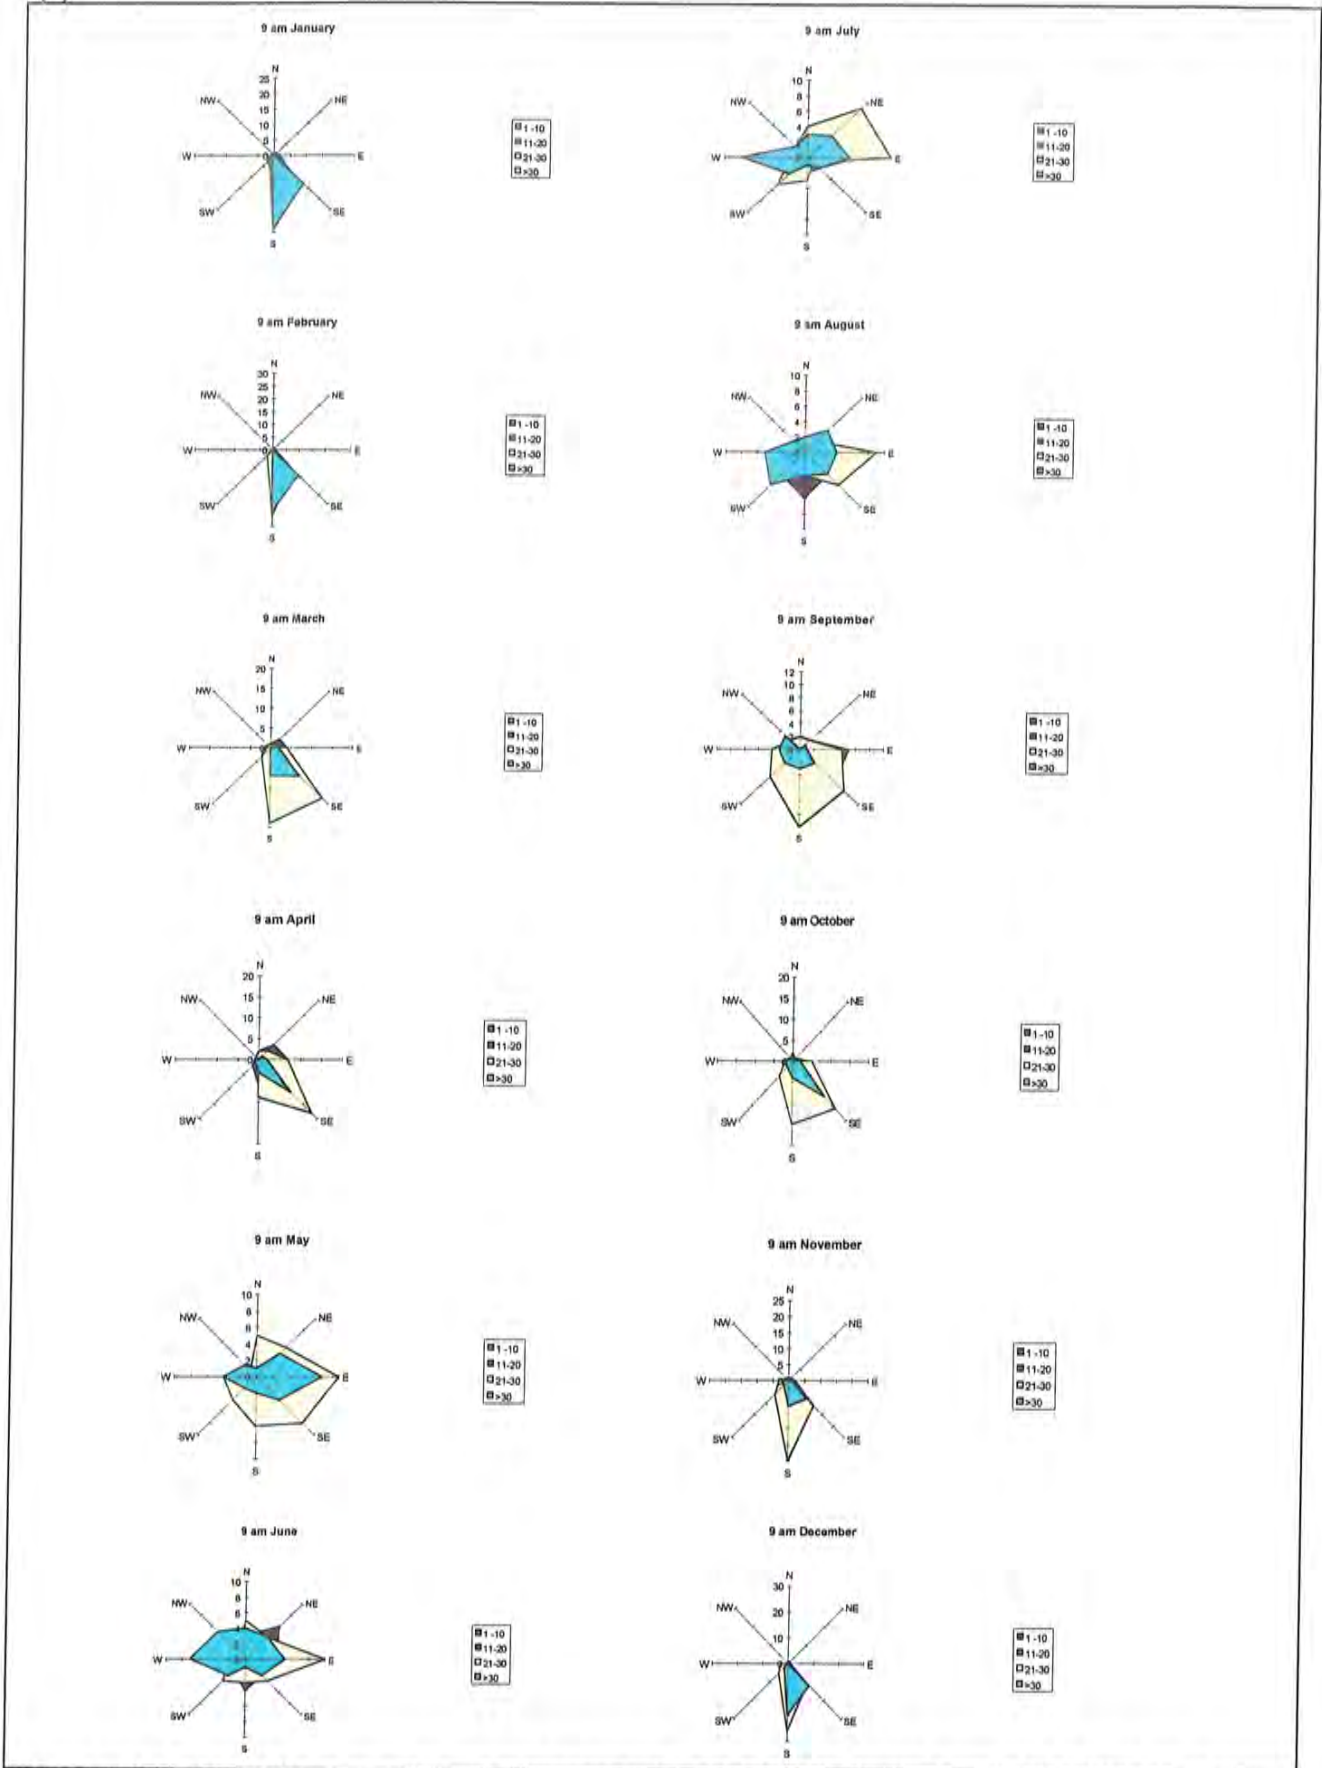 9 am January
N
25
20
15
10
5
0
NW
NE
W
E
SW
SE
S
1 -10
11-20
21-30
>30
9 am July
N
10
8
6
4
NW
NE
W
E
SW
SE
S
1 -10
11-20
21-30
>30
9 am February
N
30
25
20
15
10
5
0
NW
NE
W
E
SW
SE
S
1 -10
11-20
21-30
>30
9 am August
N
10
8
6
4
2
NW
NE
W
E
SW
SE
S
1 -10
11-20
21-30
>30
9 am March
N
20
15
10
5
NW
NE
W
E
SW
SE
S
1 -10
11-20
21-30
>30
9 am September
N
12
10
8
6
4
2
NW
NE
W
E
SW
SE
S
1 -10
11-20
21-30
>30
9 am April
N
20
15
10
5
0
NW
NE
W
E
SW
SE
S
1 -10
11-20
21-30
>30
9 am October
N
20
15
10
5
NW
NE
W
E
SW
SE
S
1 -10
11-20
21-30
>30
9 am May
N
10
8
6
4
2
NW
NE
W
E
SW
SE
S
1 -10
11-20
21-30
>30
9 am November
N
25
20
15
10
5
NW
NE
W
E
SW
SE
S
1 -10
11-20
21-30
>30
9 am June
N
10
8
6
NW
NE
W
E
SW
SE
S
1 -10
11-20
21-30
>30
9 am December
N
30
20
10
0
NW
NE
W
E
SW
SE
S
1 -10
11-20
21-30
>30